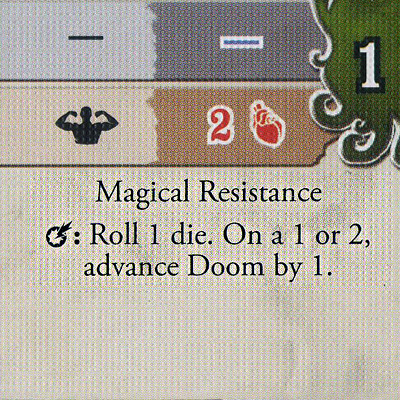 — —
1
2
Magical Resistance
: Roll 1 die. On a 1 or 2,
advance Doom by 1.